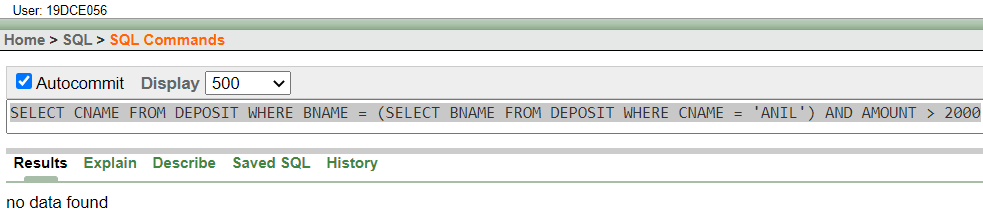 User: 19DCE056
Home > SQL > SQL Commands
Autocommit Display 500
SELECT CNAME FROM DEPOSIT WHERE BNAME = (SELECT BNAME FROM DEPOSIT WHERE CNAME = 'ANIL') AND AMOUNT > 2000
Results Explain Describe Saved SQL History
no data found